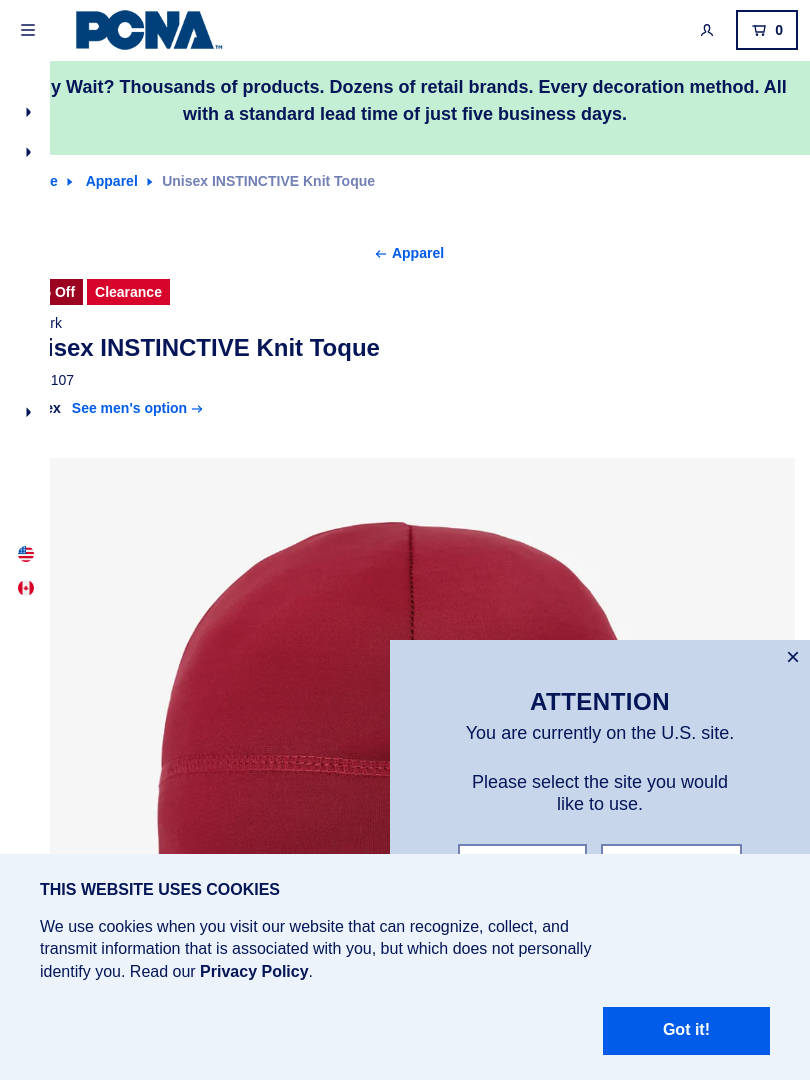 PCNA™
0
y Wait? Thousands of products. Dozens of retail brands. Every decoration method. All
with a standard lead time of just five business days.
Apparel Unisex INSTINCTIVE Knit Toque
Apparel
Off Clearance
INSTINCTIVE Knit Toque
107
See men's option
ATTENTION
You are currently on the U.S. site.
Please select the site you would
like to use.
THIS WEBSITE USES COOKIES
We use cookies when you visit our website that can recognize, collect, and
transmit information that is associated with you, but which does not personally
identify you. Read our Privacy Policy.
Got it!